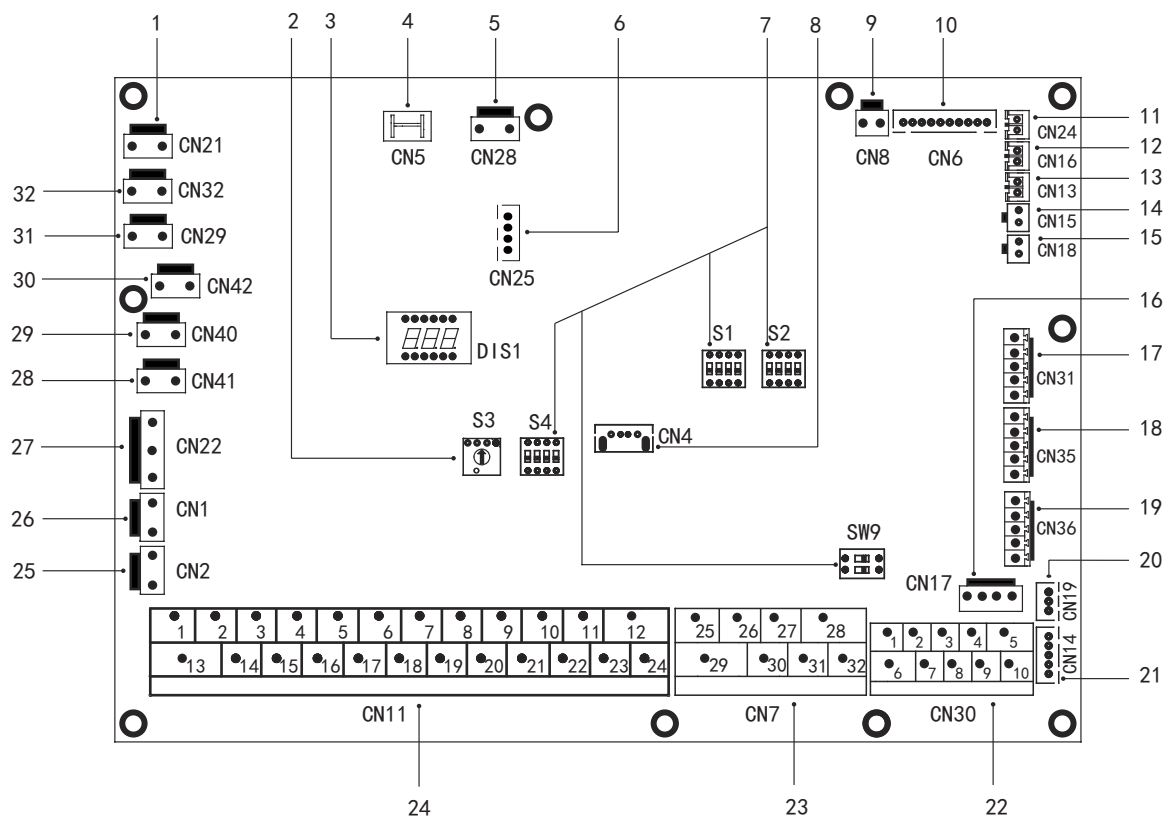 1 2 3 4 5 6 7 8 9 10
11
CN21 CN5 CN28 CN8 CN6 CN24
12
CN16
32 CN32 13
CN13
31 CN29 14
CN15
CN25 15
30 CN42 CN18
16
29 CN40 S1 S2
3 DIS1 17
28 CN41 CN31
S3 S4 18
27 CN22 CN4 CN35
2 8
CN1 19
26 SW9 CN36
20
25 CN2 CN17 CN19
1 2 3 4 5 6 7 8 9 10 11 12 25 26 27 28 1 2 3 4 5
13 14 15 16 17 18 19 20 21 22 23 24 29 30 31 32 6 7 8 9 10 CN14
21
CN11 CN7 CN30
24 23 22